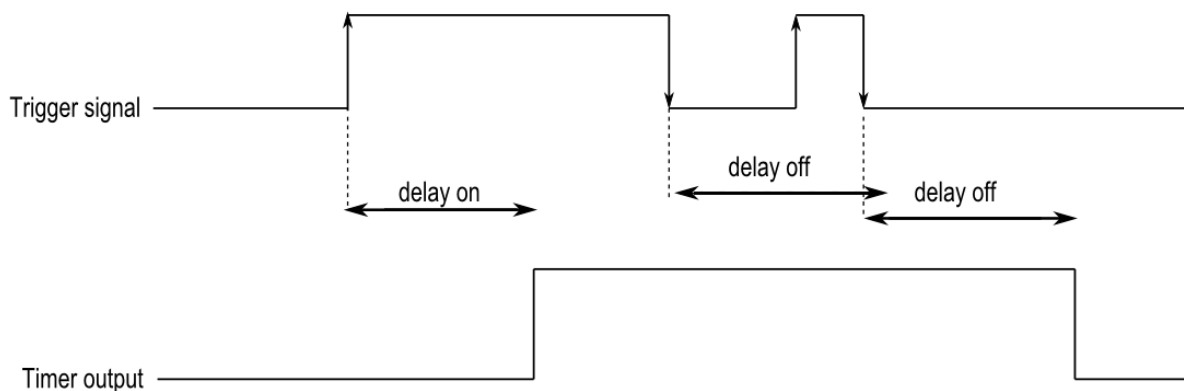 Trigger signal
delay on
delay off
delay off
Timer output